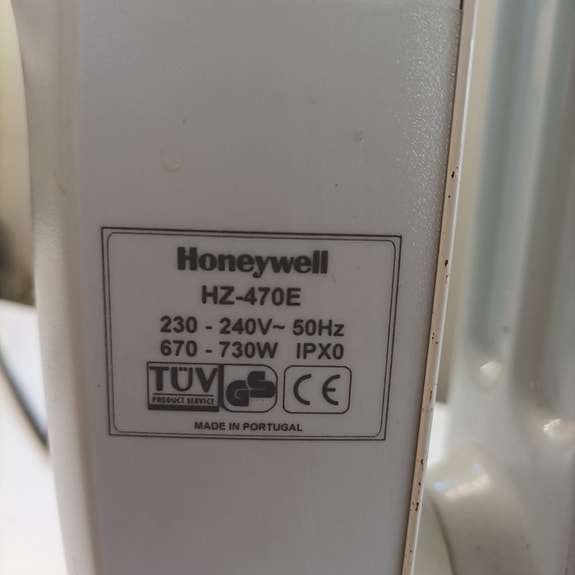 Honeywell
HZ-470E
230 - 240V~ 50Hz
670 - 730W IPX0
TÜV GS CE
PRODUCT SERVICE
MADE IN PORTUGAL